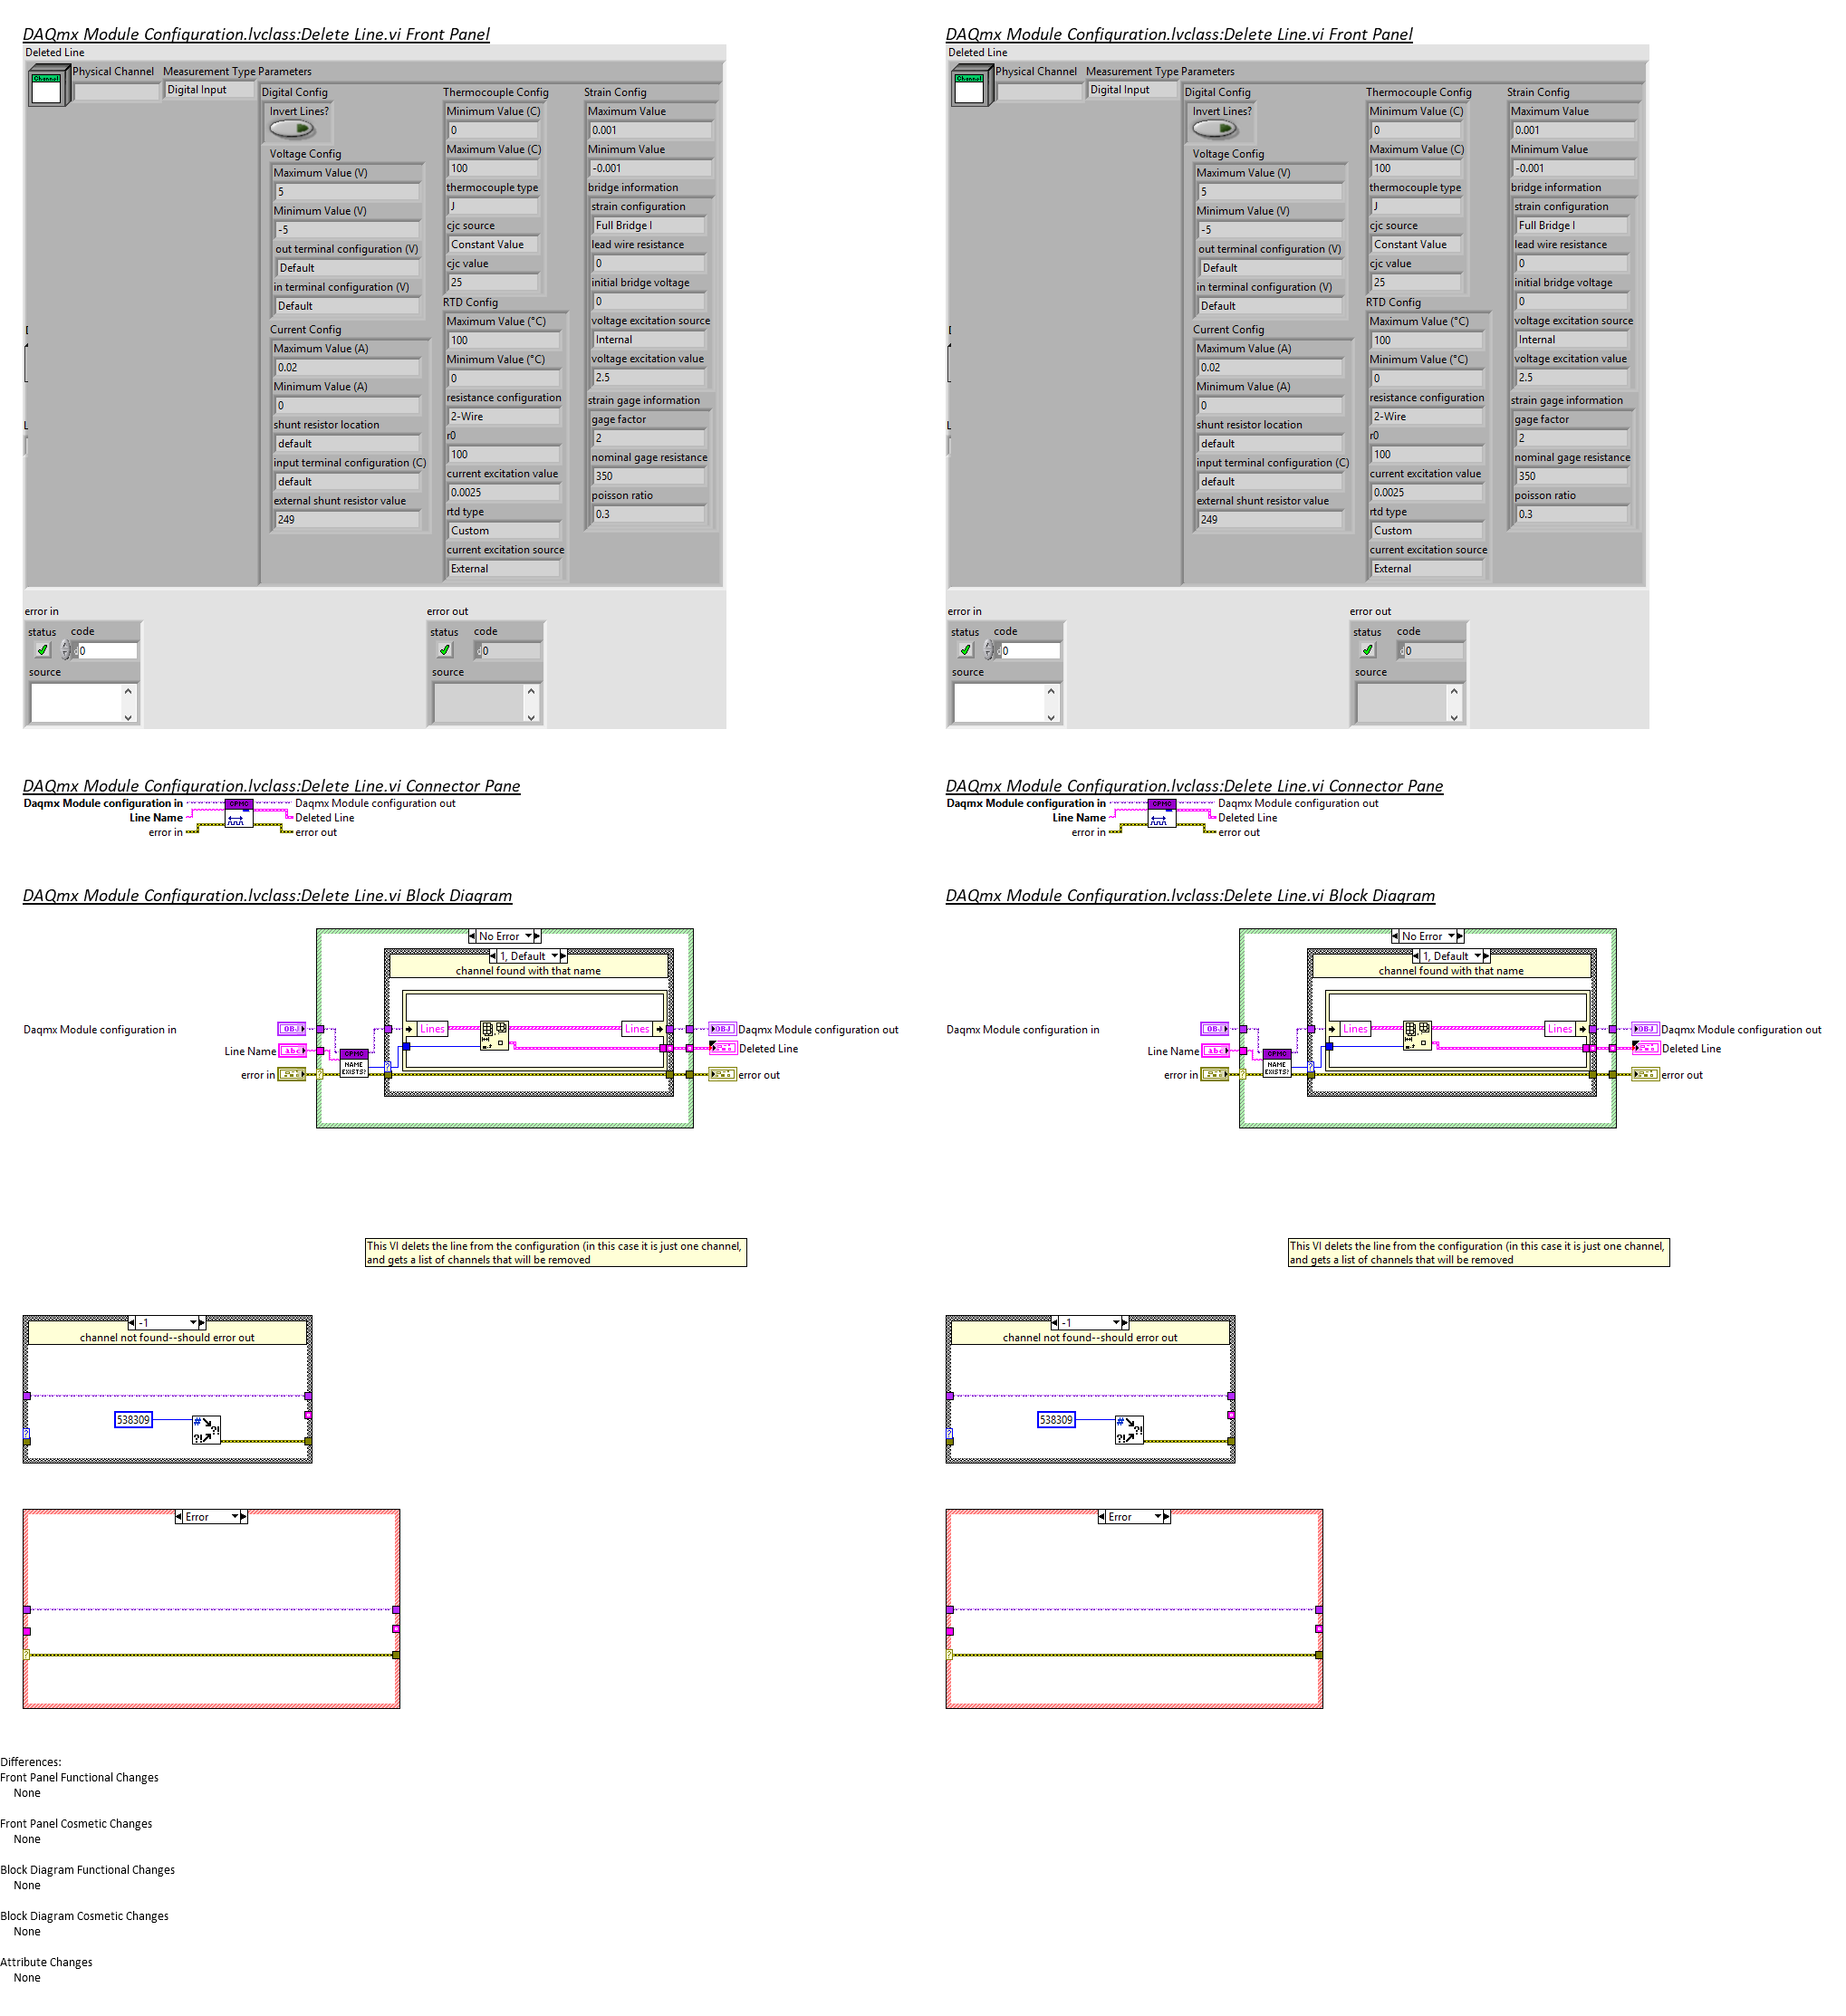 DAQmx Module Configuration.lvclass:Delete Line.vi Front Panel
Deleted Line
Channel
Physical Channel
Measurement Type
Parameters
Digital Input
Digital Config
Invert Lines?
Voltage Config
Maximum Value (V)
5
Minimum Value (V)
-5
out terminal configuration (V)
Default
in terminal configuration (V)
Default
Current Config
Maximum Value (A)
0.02
Minimum Value (A)
0
shunt resistor location
default
input terminal configuration (C)
default
external shunt resistor value
249
Thermocouple Config
Minimum Value (C)
0
Maximum Value (C)
100
thermocouple type
J
cjc source
Constant Value
cjc value
25
RTD Config
Maximum Value (°C)
100
Minimum Value (°C)
0
resistance configuration
2-Wire
r0
100
current excitation value
0.0025
rtd type
Custom
current excitation source
External
Strain Config
Maximum Value
0.001
Minimum Value
-0.001
bridge information
strain configuration
Full Bridge I
lead wire resistance
0
initial bridge voltage
0
voltage excitation source
Internal
voltage excitation value
2.5
strain gage information
gage factor
2
nominal gage resistance
350
poisson ratio
0.3
error in
status
code
0
source
error out
status
code
0
source
DAQmx Module Configuration.lvclass:Delete Line.vi Connector Pane
Daqmx Module configuration in
Line Name
error in
Daqmx Module configuration out
Deleted Line
error out
DAQmx Module Configuration.lvclass:Delete Line.vi Block Diagram
No Error
1, Default
channel found with that name
Daqmx Module configuration in
OBJ
Lines
Lines
OBJ
Daqmx Module configuration out
Line Name
abc
Deleted Line
NAME
EXISTS?
error in
error out
This VI delets the line from the configuration (in this case it is just one channel,
and gets a list of channels that will be removed
-1
channel not found--should error out
538309
Error
DAQmx Module Configuration.lvclass:Delete Line.vi Front Panel
Deleted Line
Channel
Physical Channel
Measurement Type
Parameters
Digital Input
Digital Config
Invert Lines?
Voltage Config
Maximum Value (V)
5
Minimum Value (V)
-5
out terminal configuration (V)
Default
in terminal configuration (V)
Default
Current Config
Maximum Value (A)
0.02
Minimum Value (A)
0
shunt resistor location
default
input terminal configuration (C)
default
external shunt resistor value
249
Thermocouple Config
Minimum Value (C)
0
Maximum Value (C)
100
thermocouple type
J
cjc source
Constant Value
cjc value
25
RTD Config
Maximum Value (°C)
100
Minimum Value (°C)
0
resistance configuration
2-Wire
r0
100
current excitation value
0.0025
rtd type
Custom
current excitation source
External
Strain Config
Maximum Value
0.001
Minimum Value
-0.001
bridge information
strain configuration
Full Bridge I
lead wire resistance
0
initial bridge voltage
0
voltage excitation source
Internal
voltage excitation value
2.5
strain gage information
gage factor
2
nominal gage resistance
350
poisson ratio
0.3
error in
status
code
0
source
error out
status
code
0
source
DAQmx Module Configuration.lvclass:Delete Line.vi Connector Pane
Daqmx Module configuration in
Line Name
error in
Daqmx Module configuration out
Deleted Line
error out
DAQmx Module Configuration.lvclass:Delete Line.vi Block Diagram
No Error
1, Default
channel found with that name
Daqmx Module configuration in
OBJ
Lines
Lines
OBJ
Daqmx Module configuration out
Line Name
abc
Deleted Line
NAME
EXISTS?
error in
error out
This VI delets the line from the configuration (in this case it is just one channel,
and gets a list of channels that will be removed
-1
channel not found--should error out
538309
Error
Differences:
Front Panel Functional Changes
None
Front Panel Cosmetic Changes
None
Block Diagram Functional Changes
None
Block Diagram Cosmetic Changes
None
Attribute Changes
None